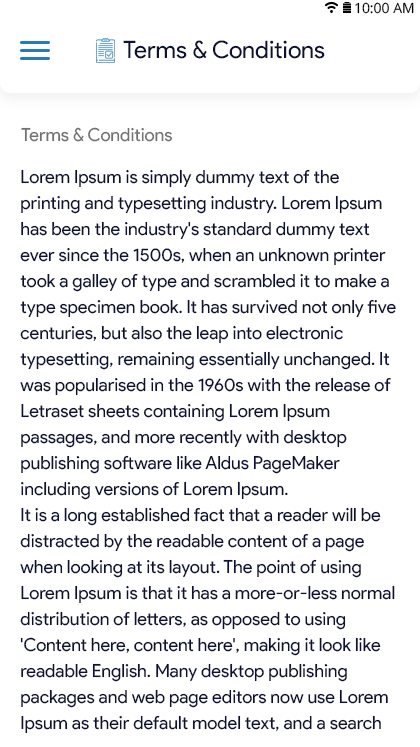 10:00 AM
Terms & Conditions
Terms & Conditions
Lorem Ipsum is simply dummy text of the
printing and typesetting industry. Lorem Ipsum
has been the industry's standard dummy text
ever since the 1500s, when an unknown printer
took a galley of type and scrambled it to make a
type specimen book. It has survived not only five
centuries, but also the leap into electronic
typesetting, remaining essentially unchanged. It
was popularised in the 1960s with the release of
Letraset sheets containing Lorem Ipsum
passages, and more recently with desktop
publishing software like Aldus PageMaker
including versions of Lorem Ipsum.
It is a long established fact that a reader will be
distracted by the readable content of a page
when looking at its layout. The point of using
Lorem Ipsum is that it has a more-or-less normal
distribution of letters, as opposed to using
'Content here, content here', making it look like
readable English. Many desktop publishing
packages and web page editors now use Lorem
Ipsum as their default model text, and a search